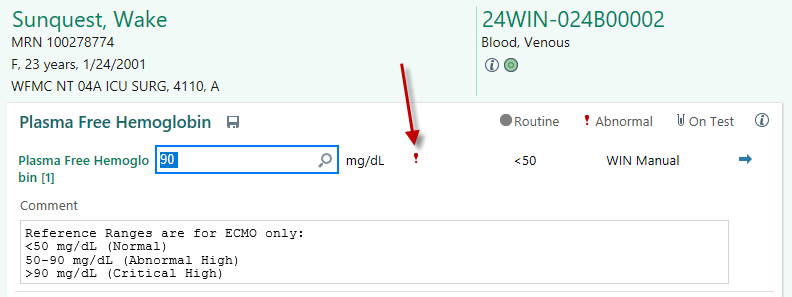 Sunquest, Wake
MRN 100278774
F, 23 years, 1/24/2001
WFMC NT 04A ICU SURG, 4110, A
24WIN-024B00002
Blood, Venous
Plasma Free Hemoglobin
Routine ! Abnormal On Test
Plasma Free Hemoglo
bin [1]
90 mg/dL ! <50 WIN Manual
Comment
Reference Ranges are for ECMO only:
<50 mg/dL (Normal)
50-90 mg/dL (Abnormal High)
>90 mg/dL (Critical High)